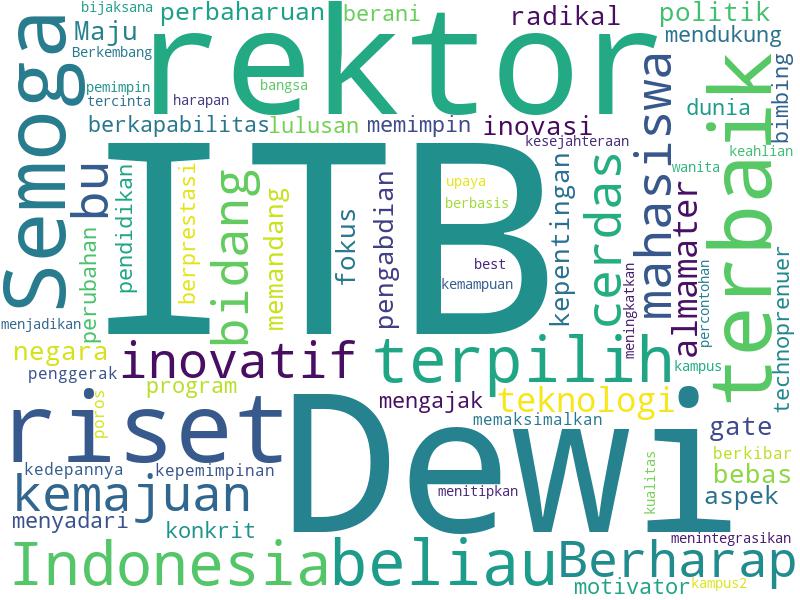 bijaksana
perbaharuan
berani
radikal
politik
Semoga
Maju
rektor
mendukung
Berkembang
pemimpin
tercinta
harapan
bangsa
mahasiswa
terbaik
bimbing
dunia
berkapabilitas
lulusan
memimpin
inovasi
kesejahteraan
keahlian
wanita
ITB
bu
pendidikan
berprestasi
bidang
memandang
fokus
pengabdian
upaya
berbasis
best
kemampuan
kepentingan
cerdas
almamater
meningkatkan
percontohan
technoprenuer
perubahan
menjadikan
negara
penggerak
inovatif
terpilih
kampus
program
poros
riset
Dewi
mengajak
teknologi
memaksimalkan
gate
berkibar
bebas
kedepannya
kepemimpinan
menitipkan
kualitas
aspek
kemajuan
menyadari
konkrit
menintegrasikan
Indonesia
beliau
Berharap
motivator
kampus2